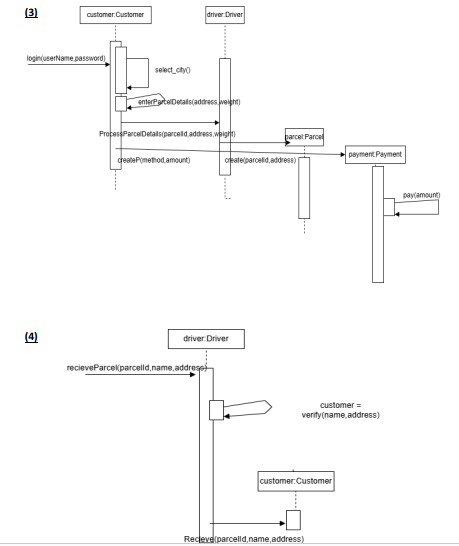 (3)
customer:Customer
driver:Driver
login(userName,password)
select_city()
enterParcelDetails(address,weight)
ProcessParcelDetails(parcelId,address,weight)
parcel:Parcel
payment:Payment
createP(method,amount)
create(parcelId,address)
pay(amount)
(4)
driver:Driver
recieveParcel(parcelId,name,address)
customer =
verify(name,address)
customer:Customer
Recieve(parcelId,name,address)